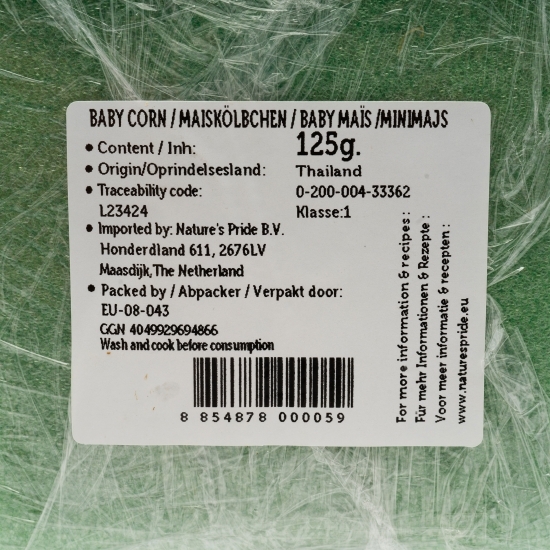 BABY CORN / MAISKÖLBCHEN / BABY MAÏS /MINIMAJS
• Content / Inh: 125g.
• Origin/Oprindelsesland: Thailand
• Traceability code: 0-200-004-33362
L23424 Klasse:1
• Imported by: Nature's Pride B.V.
Honderdland 611, 2676LV
Maasdijk,The Netherland
• Packed by / Abpacker / Verpakt door:
EU-08-043
GGN 4049929694866
Wash and cook before consumption
8 854878 000059
For more information & recipes :
Für mehr Informationen & Rezepte :
Voor meer informatie & recepten :
www.naturespride.eu